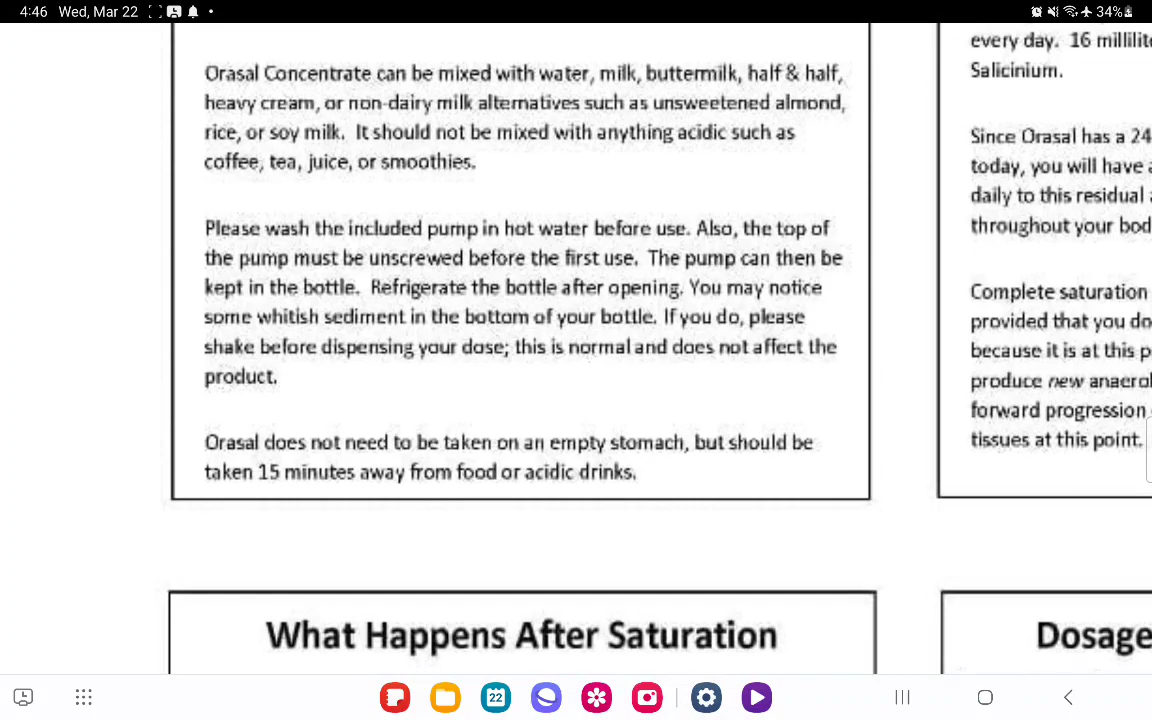 4:46 Wed, Mar 22
34%
Orasal Concentrate can be mixed with water, milk, buttermilk, half & half,
heavy cream, or non-dairy milk alternatives such as unsweetened almond,
rice, or soy milk.  It should not be mixed with anything acidic such as
coffee, tea, juice, or smoothies.
Please wash the included pump in hot water before use. Also, the top of
the pump must be unscrewed before the first use.  The pump can then be
kept in the bottle.  Refrigerate the bottle after opening. You may notice
some whitish sediment in the bottom of your bottle. If you do, please
shake before dispensing your dose; this is normal and does not affect the
product.
Orasal does not need to be taken on an empty stomach, but should be
taken 15 minutes away from food or acidic drinks.
every day.  16 millilit
Salicinium.
Since Orasal has a 24
today, you will have
daily to this residual
throughout your bod
Complete saturation
provided that you do
because it is at this p
produce new anaero
forward progression
tissues at this point.
What Happens After Saturation
Dosage
22